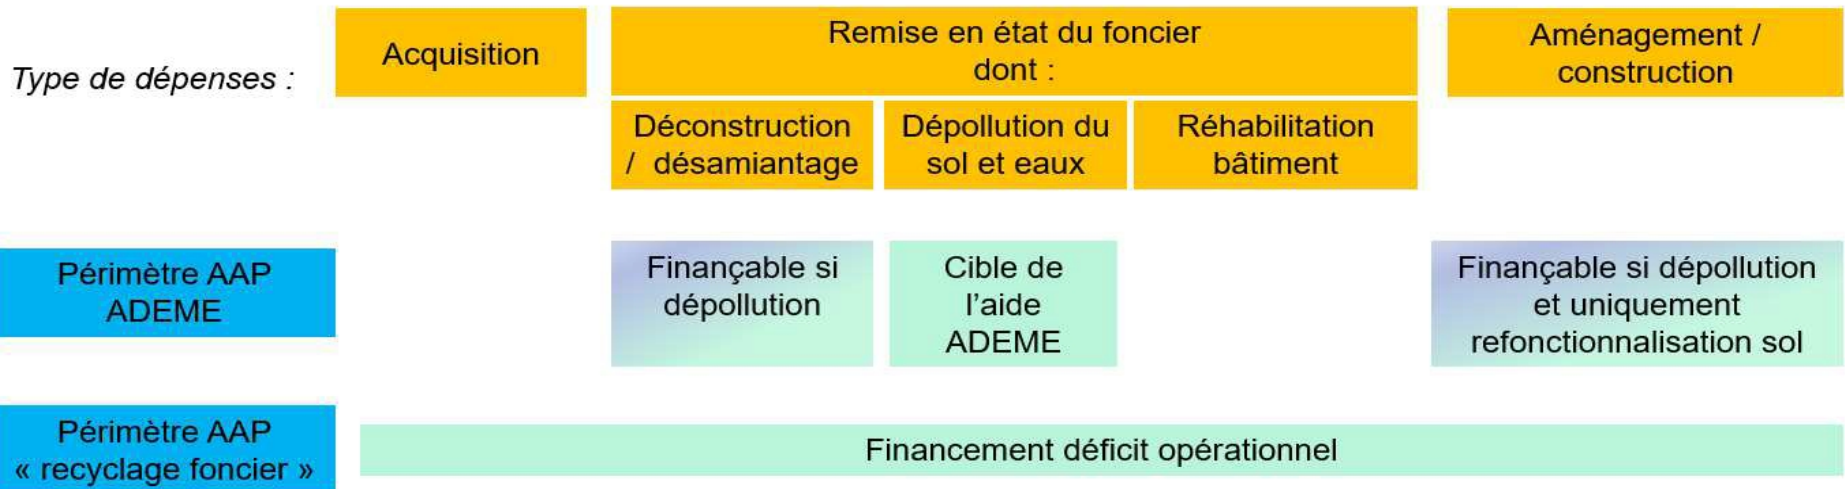 Type de dépenses :
Acquisition
Remise en état du foncier
dont :
Aménagement /
construction
Déconstruction
/ désamiantage
Dépollution du
sol et eaux
Réhabilitation
bâtiment
Périmètre AAP
ADEME
Finançable si
dépollution
Cible de
l'aide
ADEME
Finançable si dépollution
et uniquement
refonctionnalisation sol
Périmètre AAP
« recyclage foncier »
Financement déficit opérationnel